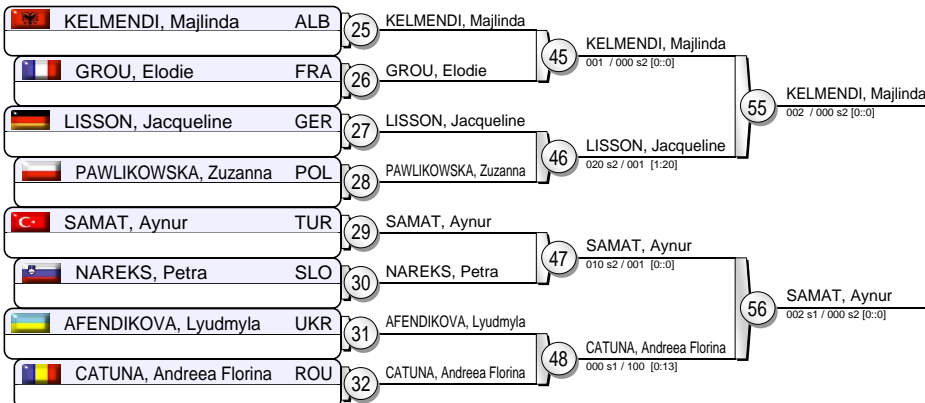 KELMENDI, Majlinda ALB
25
KELMENDI, Majlinda
GROU, Elodie FRA
26
GROU, Elodie
45
KELMENDI, Majlinda
001 / 000 s2 [0::0]
LISSON, Jacqueline GER
27
LISSON, Jacqueline
PAWLIKOWSKA, Zuzanna POL
28
PAWLIKOWSKA, Zuzanna
46
LISSON, Jacqueline
020 s2 / 001 [1:20]
55
KELMENDI, Majlinda
002 / 000 s2 [0::0]
SAMAT, Aynur TUR
29
SAMAT, Aynur
NAREKS, Petra SLO
30
NAREKS, Petra
47
SAMAT, Aynur
010 s2 / 001 [0::0]
AFENDIKOVA, Lyudmyla UKR
31
AFENDIKOVA, Lyudmyla
CATUNA, Andreea Florina ROU
32
CATUNA, Andreea Florina
48
CATUNA, Andreea Florina
000 s1 / 100 [0:13]
56
SAMAT, Aynur
002 s1 / 000 s2 [0::0]